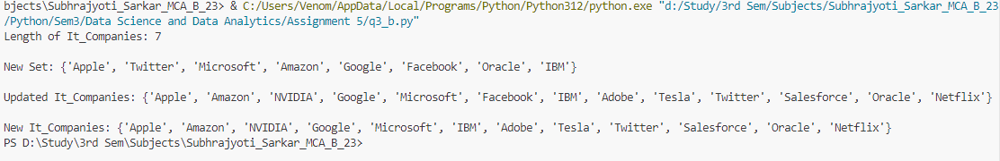 bjects\Subhrajyoti_Sarkar_MCA_B_23> & C:/Users/Venom/AppData/Local/Programs/Python/Python312/python.exe "d:/Study/3rd Sem/Subjects/Subhrajyoti_Sarkar_MCA_B_23
/Python/Sem3/Data Science and Data Analytics/Assignment 5/q3_b.py"
Length of It_Companies: 7
New Set: {'Apple', 'Twitter', 'Microsoft', 'Amazon', 'Google', 'Facebook', 'Oracle', 'IBM'}
Updated It_Companies: {'Apple', 'Amazon', 'NVIDIA', 'Google', 'Microsoft', 'Facebook', 'IBM', 'Adobe', 'Tesla', 'Twitter', 'Salesforce', 'Oracle', 'Netflix'}
New It_Companies: {'Apple', 'Amazon', 'NVIDIA', 'Google', 'Microsoft', 'IBM', 'Adobe', 'Tesla', 'Twitter', 'Salesforce', 'Oracle', 'Netflix'}
PS D:\Study\3rd Sem\Subjects\Subhrajyoti_Sarkar_MCA_B_23>